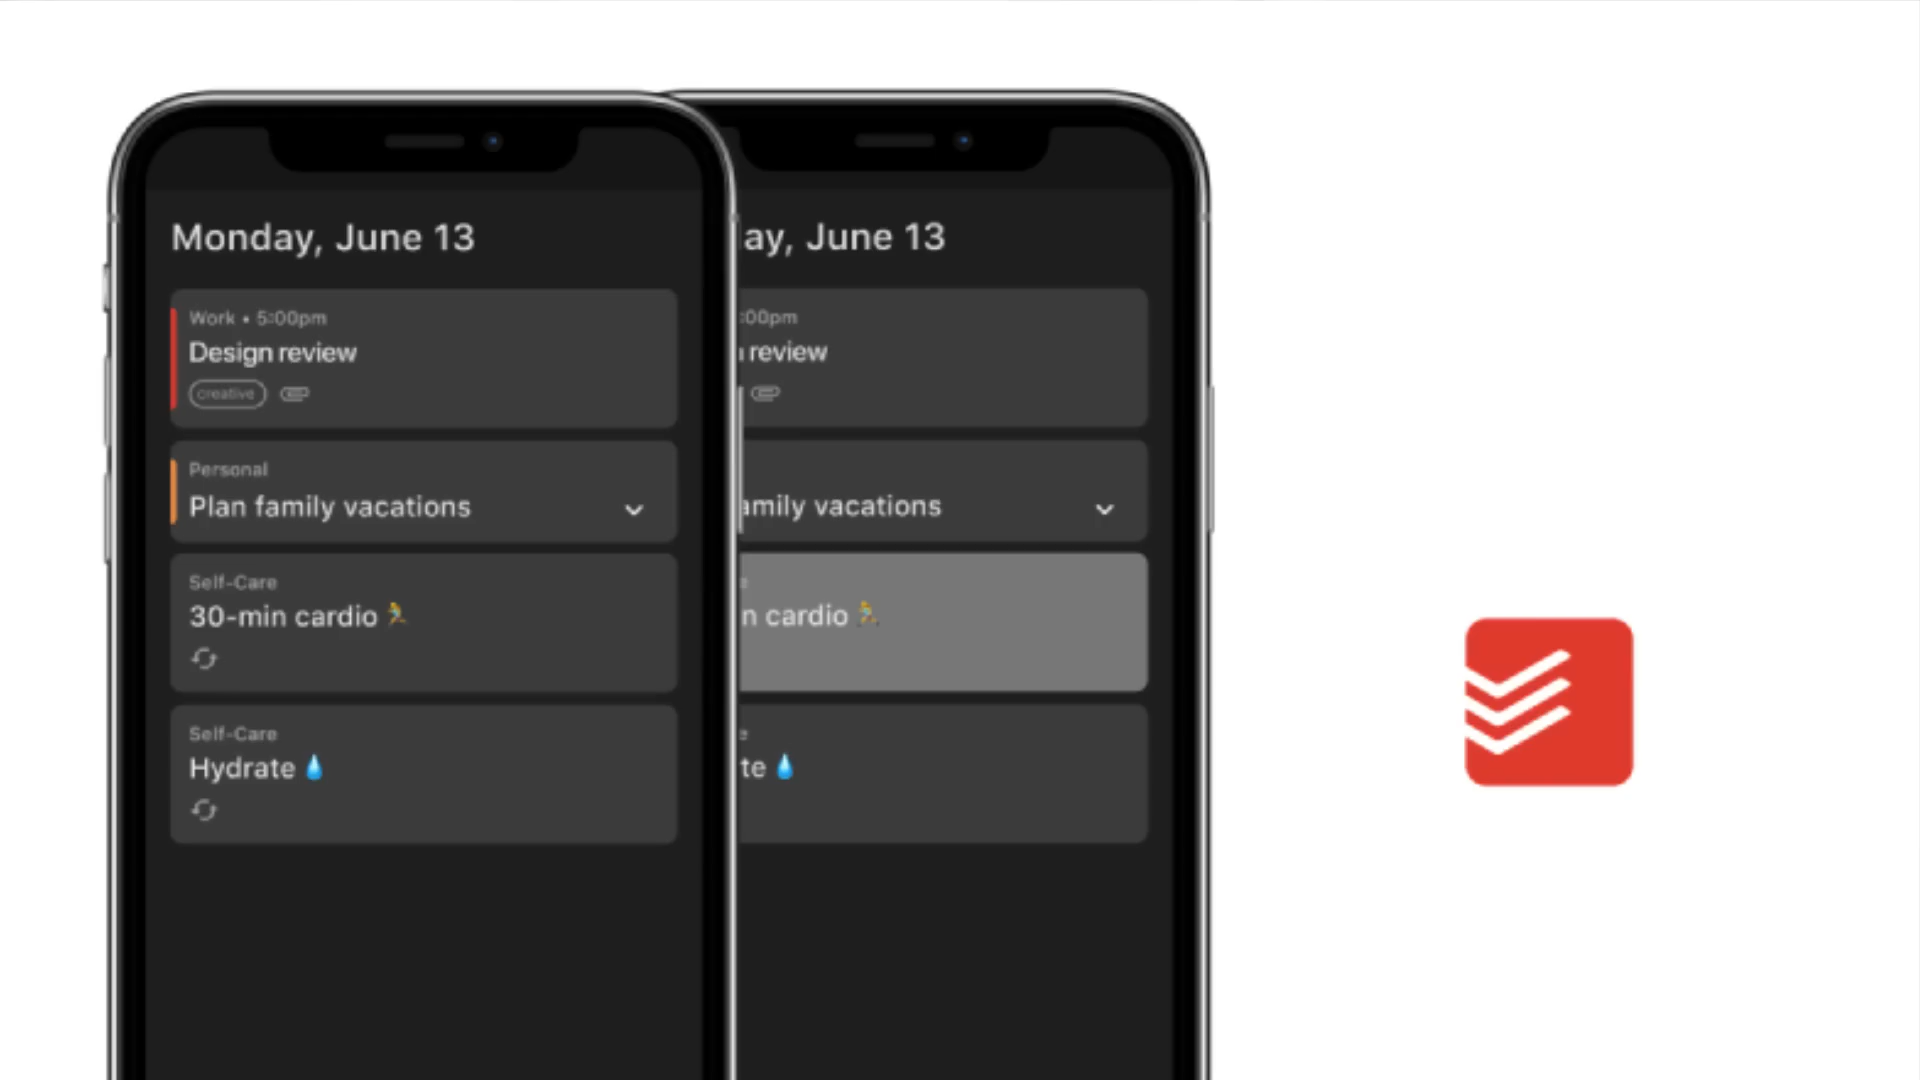 Monday, June 13
Work • 5:00pm
Design review
creative
Personal
Plan family vacations
Self-Care
30-min cardio 🏃
Self-Care
Hydrate 💧
ay, June 13
:00pm
review
amily vacations
e
n cardio 🏃
e
te 💧